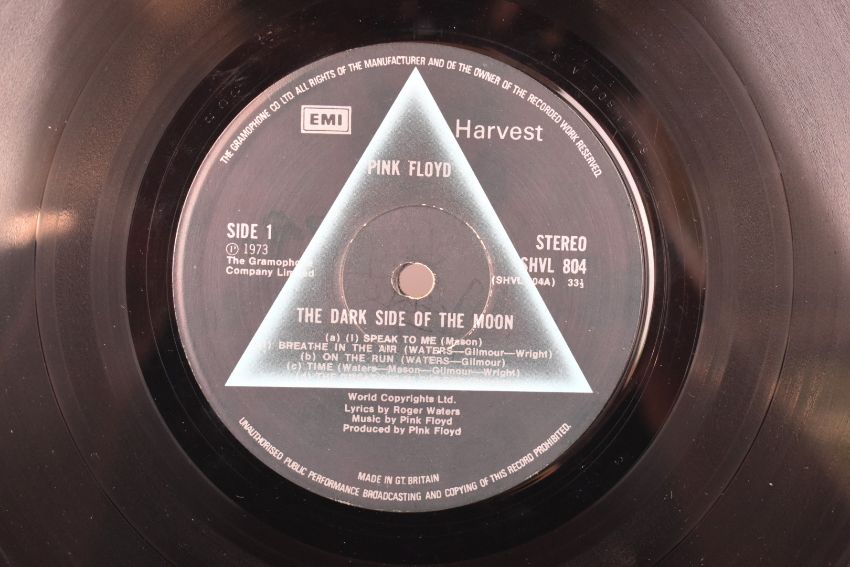 THE GRAMOPHONE CO LTD. ALL RIGHTS OF THE MANUFACTURER AND OF THE OWNER OF THE RECORDED WORK RESERVED.
EMI
Harvest
PINK FLOYD
SIDE 1
STEREO
Ⓟ 1973
SHVL 804
The Gramophone
Company Limited
(SHVL 804A) 33⅓
THE DARK SIDE OF THE MOON
(a) (i) SPEAK TO ME (Mason)
BREATHE IN THE AIR (WATERS—Gilmour—Wright)
(b) ON THE RUN (WATERS—Gilmour)
(c) TIME (Waters—Mason—Gilmour—Wright)
(d) THE
World Copyrights Ltd.
Lyrics by Roger Waters
Music by Pink Floyd
Produced by Pink Floyd
MADE IN GT. BRITAIN
UNAUTHORISED PUBLIC PERFORMANCE BROADCASTING AND COPYING OF THIS RECORD PROHIBITED.